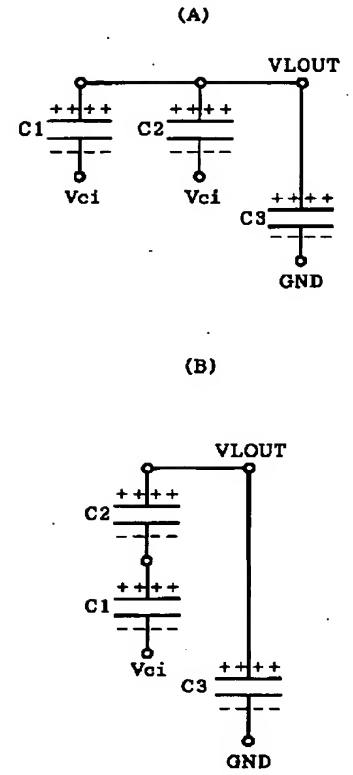 (A)
VLOUT
++++ ++++
C1 C2
---- ----
Vci Vci
++++
C3
----
GND
(B)
VLOUT
++++
C2
----
++++
C1
----
Vci
++++
C3
----
GND